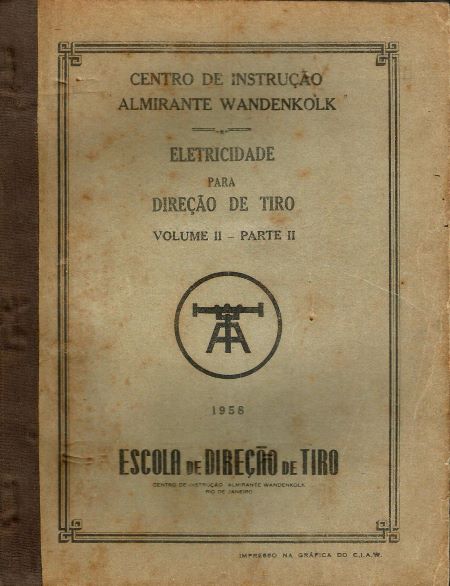 CENTRO DE INSTRUÇÃO
ALMIRANTE WANDENKOLK
ELETRICIDADE
PARA
DIREÇÃO DE TIRO
VOLUME II - PARTE II
1958
ESCOLA DE DIREÇÃO DE TIRO
CENTRO DE INSTRUÇÃO ALMIRANTE WANDENKOLK
RIO DE JANEIRO
IMPRESSO NA GRÁFICA DO C.I.A.W.